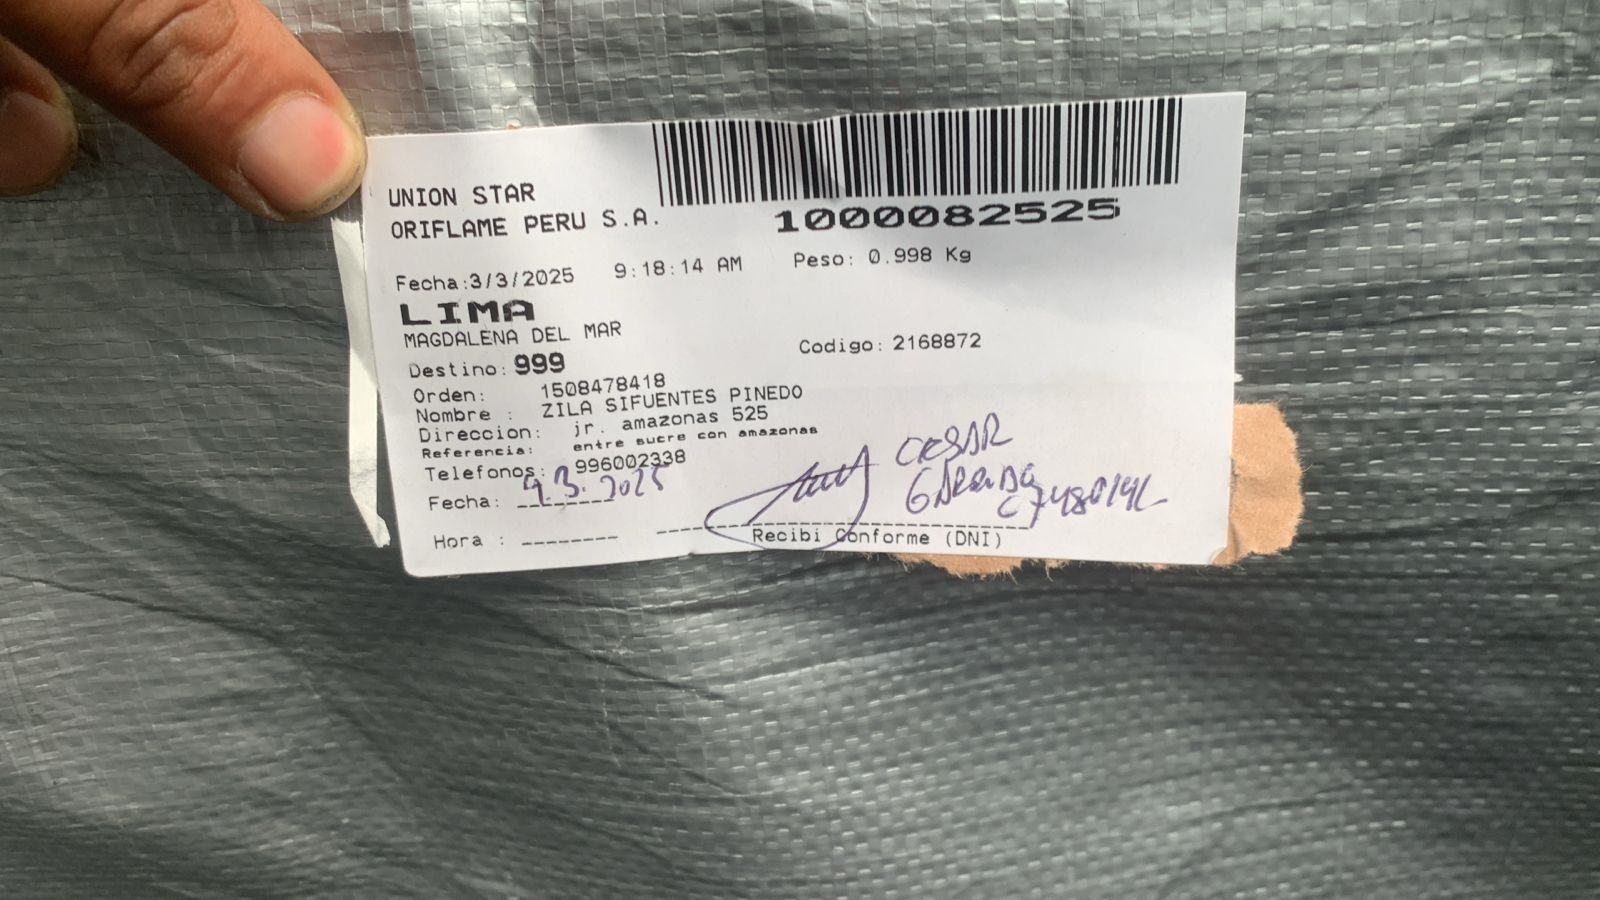 UNION STAR
ORIFLAME PERU S.A.
1000082525
Fecha:3/3/2025 9:18:14 AM Peso: 0.998 Kg
LIMA
MAGDALENA DEL MAR
Codigo: 2168872
Destino: 999
Orden: 1508478418
Nombre : ZILA SIFUENTES PINEDO
Direccion: jr. amazonas 525
Referencia: entre sucre con amazonas
Telefonos: 996002338
Fecha: 9.3.2025
CESAR
Hora :
Recibi Conforme (DNI)